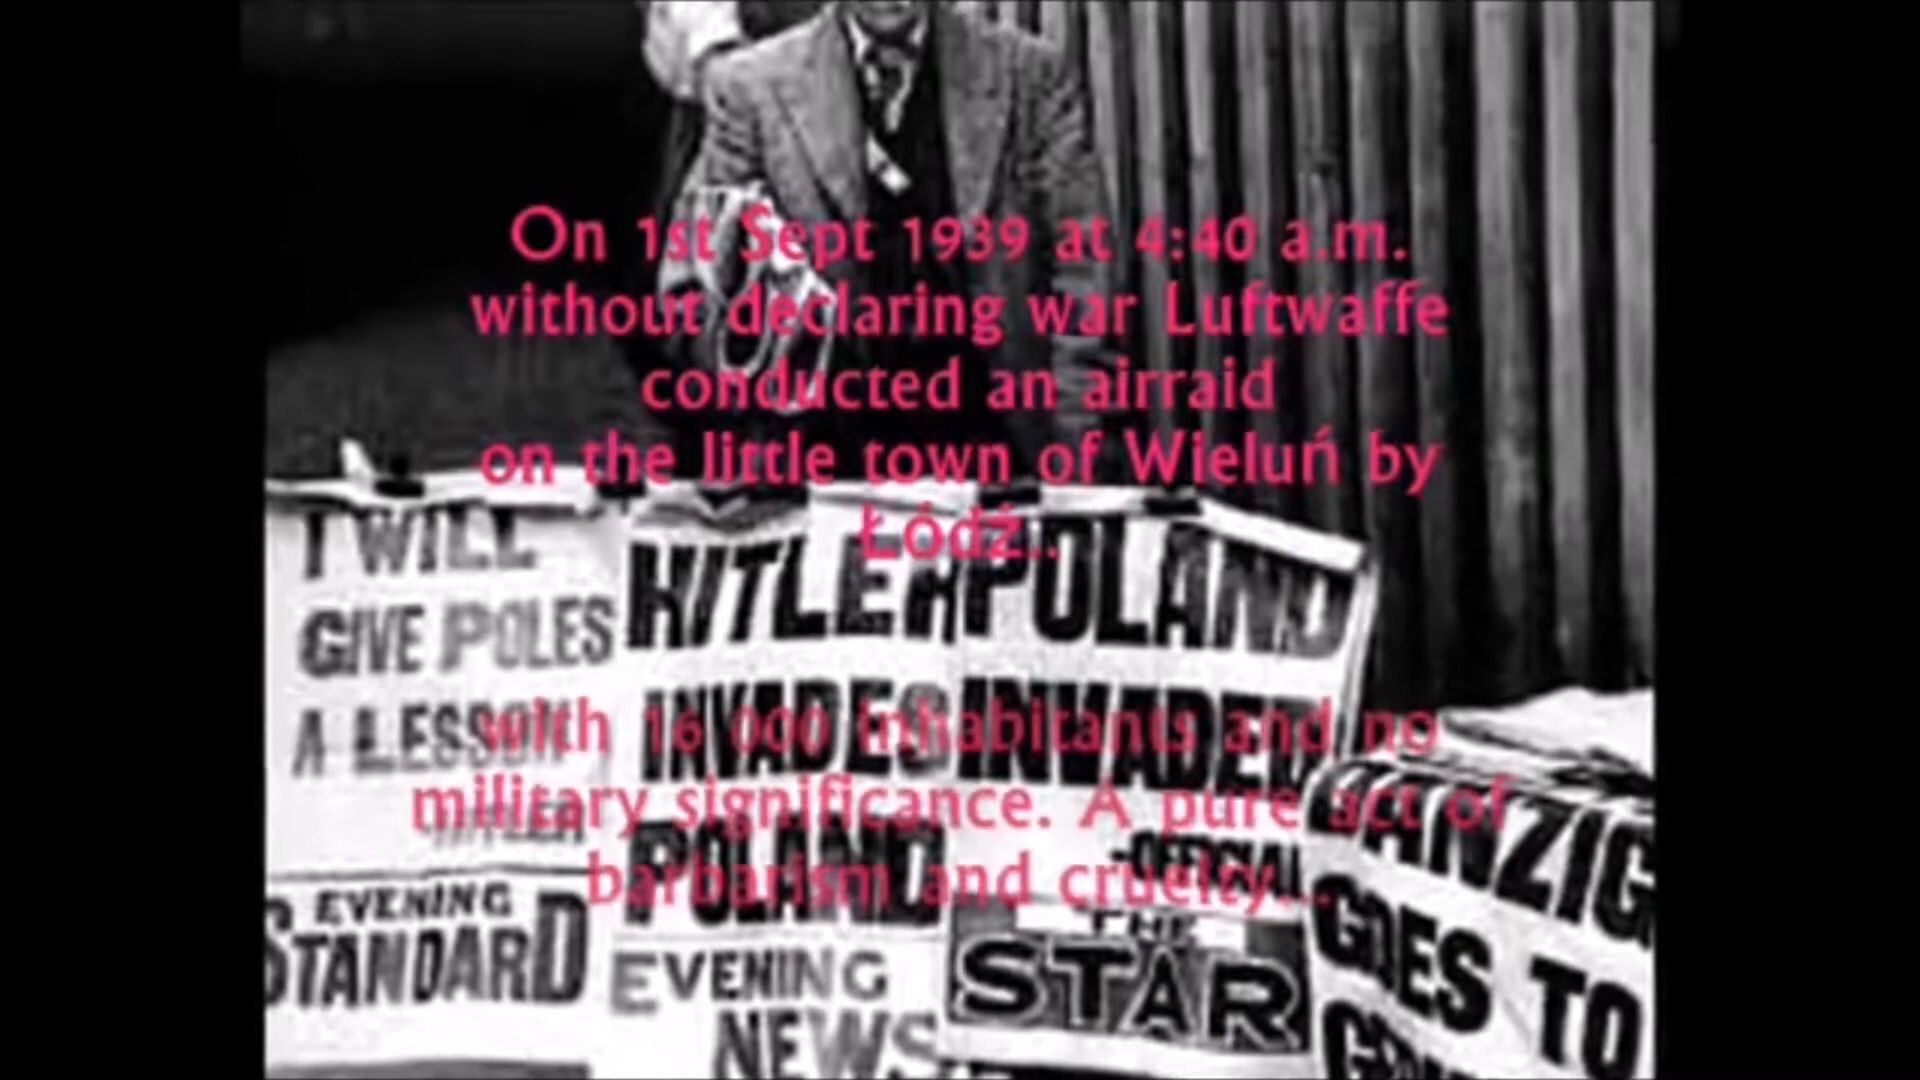 On 1st Sept 1939 at 4:40 a.m.
without declaring war Luftwaffe
conducted an airraid
on the little town of Wieluń by
Łódź..
with 16 000 inhabitants and no
military significance. A pure act of
barbarism and cruelty...
I WILL
GIVE POLES
A LESSON
HITLER
EVENING
STANDARD
HITLER
INVADES
POLAND
EVENING
NEWS
POLAND
INVADED
-OFFICIAL
THE
STAR
DANZIG
GOES TO